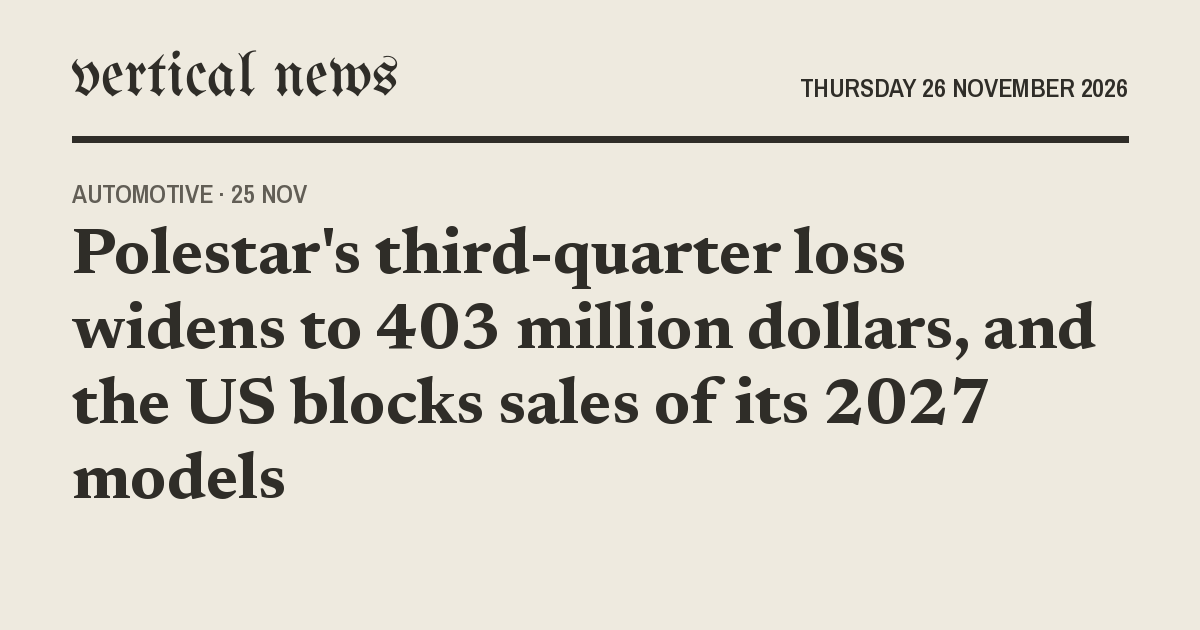 vertical news
THURSDAY 26 NOVEMBER 2026
AUTOMOTIVE · 25 NOV
Polestar's third-quarter loss
widens to 403 million dollars, and
the US blocks sales of its 2027
models